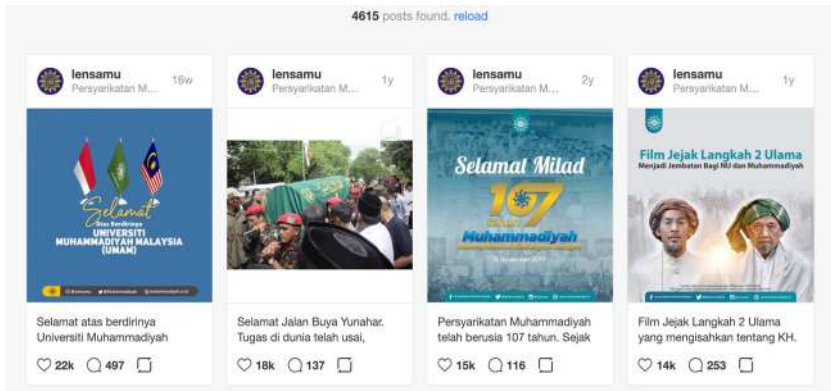 4615 posts found. reload
lensamu
Persyarikatan M...
16w
Selamat
Atas Berdirinya
UNIVERSITI
MUHAMMADIYAH MALAYSIA
(UMAM)
Selamat atas berdirinya
Universiti Muhammadiyah
22k 497
lensamu
Persyarikatan M...
1y
Selamat Jalan Buya Yunahar.
Tugas di dunia telah usai,
18k 137
lensamu
Persyarikatan M...
2y
Selamat Milad
107
Muhammadiyah
Persyarikatan Muhammadiyah
telah berusia 107 tahun. Sejak
15k 116
lensamu
Persyarikatan M...
1y
Film Jejak Langkah 2 Ulama
Menjadi Jembatan Bagi NU dan Muhammadiyah
Film Jejak Langkah 2 Ulama
yang mengisahkan tentang KH.
14k 253